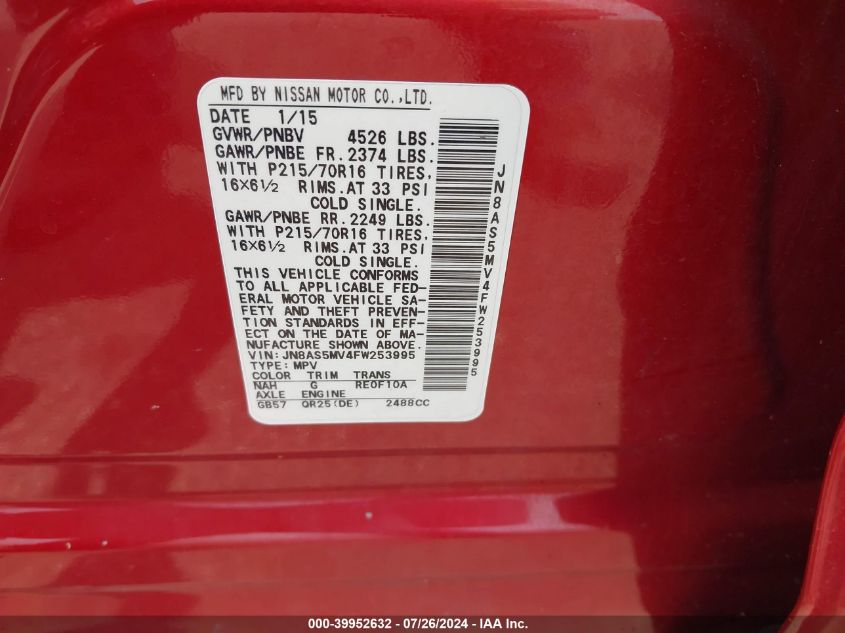 MFD BY NISSAN MOTOR CO.,LTD.
DATE 1/15
GVWR/PNBV 4526 LBS.
GAWR/PNBE FR. 2374 LBS.
WITH P215/70R16 TIRES,
16X6½ RIMS.AT 33 PSI
COLD SINGLE.
GAWR/PNBE RR. 2249 LBS.
WITH P215/70R16 TIRES,
16X6½ RIMS.AT 33 PSI
COLD SINGLE.
THIS VEHICLE CONFORMS
TO ALL APPLICABLE FED-
ERAL MOTOR VEHICLE SA-
FETY AND THEFT PREVEN-
TION STANDARDS IN EFF-
ECT ON THE DATE OF MA-
NUFACTURE SHOWN ABOVE.
VIN: JN8AS5MV4FW253995
TYPE: MPV
COLOR TRIM TRANS
NAH G RE0F10A
AXLE ENGINE
GB57 QR25(DE) 2488CC
JN8AS5MV4FW253995
000-39952632 - 07/26/2024 - IAA Inc.